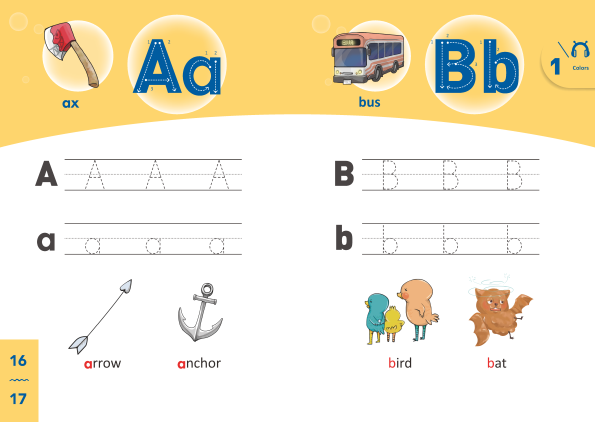 Aa
ax
Bb
bus
1
Colors
A A A A
a a a a
arrow
anchor
B B B B
b b b b
bird
bat
16
17